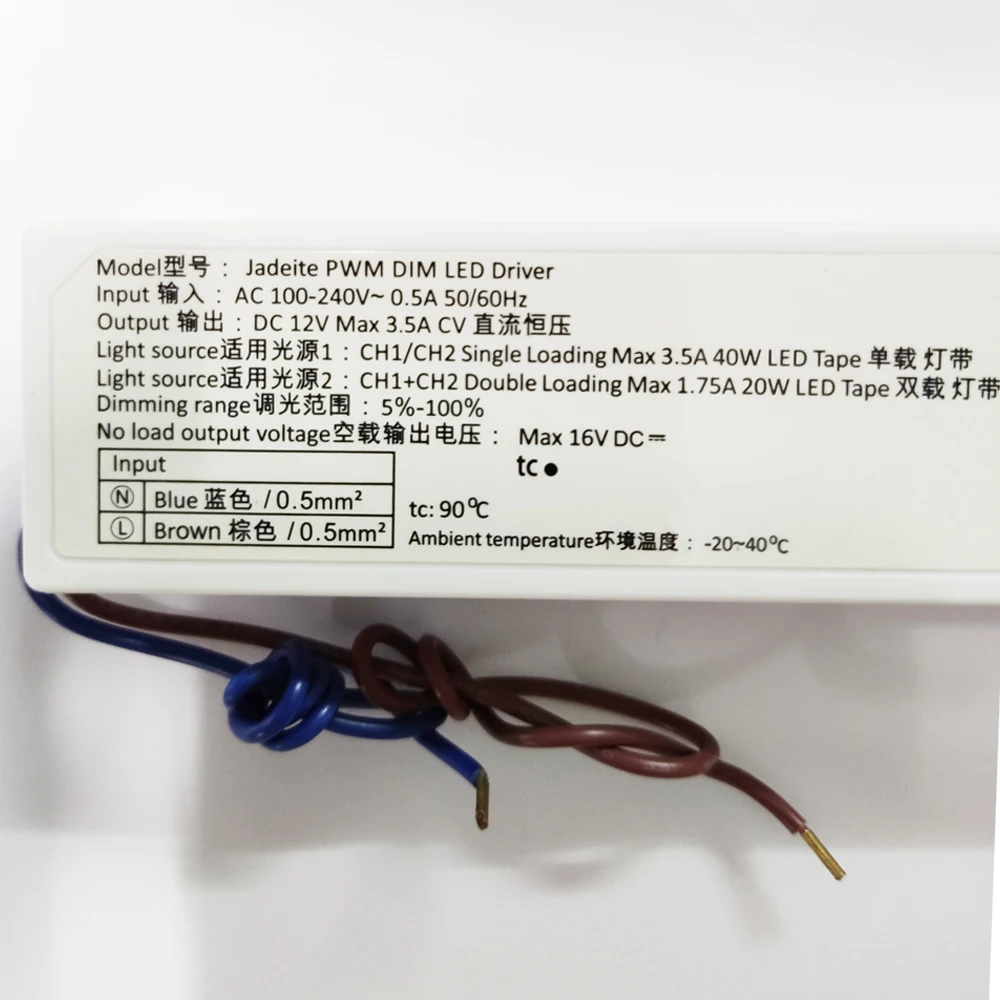 Model型号： Jadeite PWM DIM LED Driver
Input 输入： AC 100-240V~ 0.5A 50/60Hz
Output 输出： DC 12V Max 3.5A CV 直流恒压
Light source适用光源1： CH1/CH2 Single Loading Max 3.5A 40W LED Tape 单载 灯带
Light source适用光源2： CH1+CH2 Double Loading Max 1.75A 20W LED Tape 双载 灯带
Dimming range调光范围： 5%-100%
No load output voltage空载输出电压： Max 16V DC⎓
tc●
Input
Ⓝ Blue 蓝色 / 0.5mm²
Ⓛ Brown 棕色 / 0.5mm²
tc: 90℃
Ambient temperature环境温度： -20~40℃